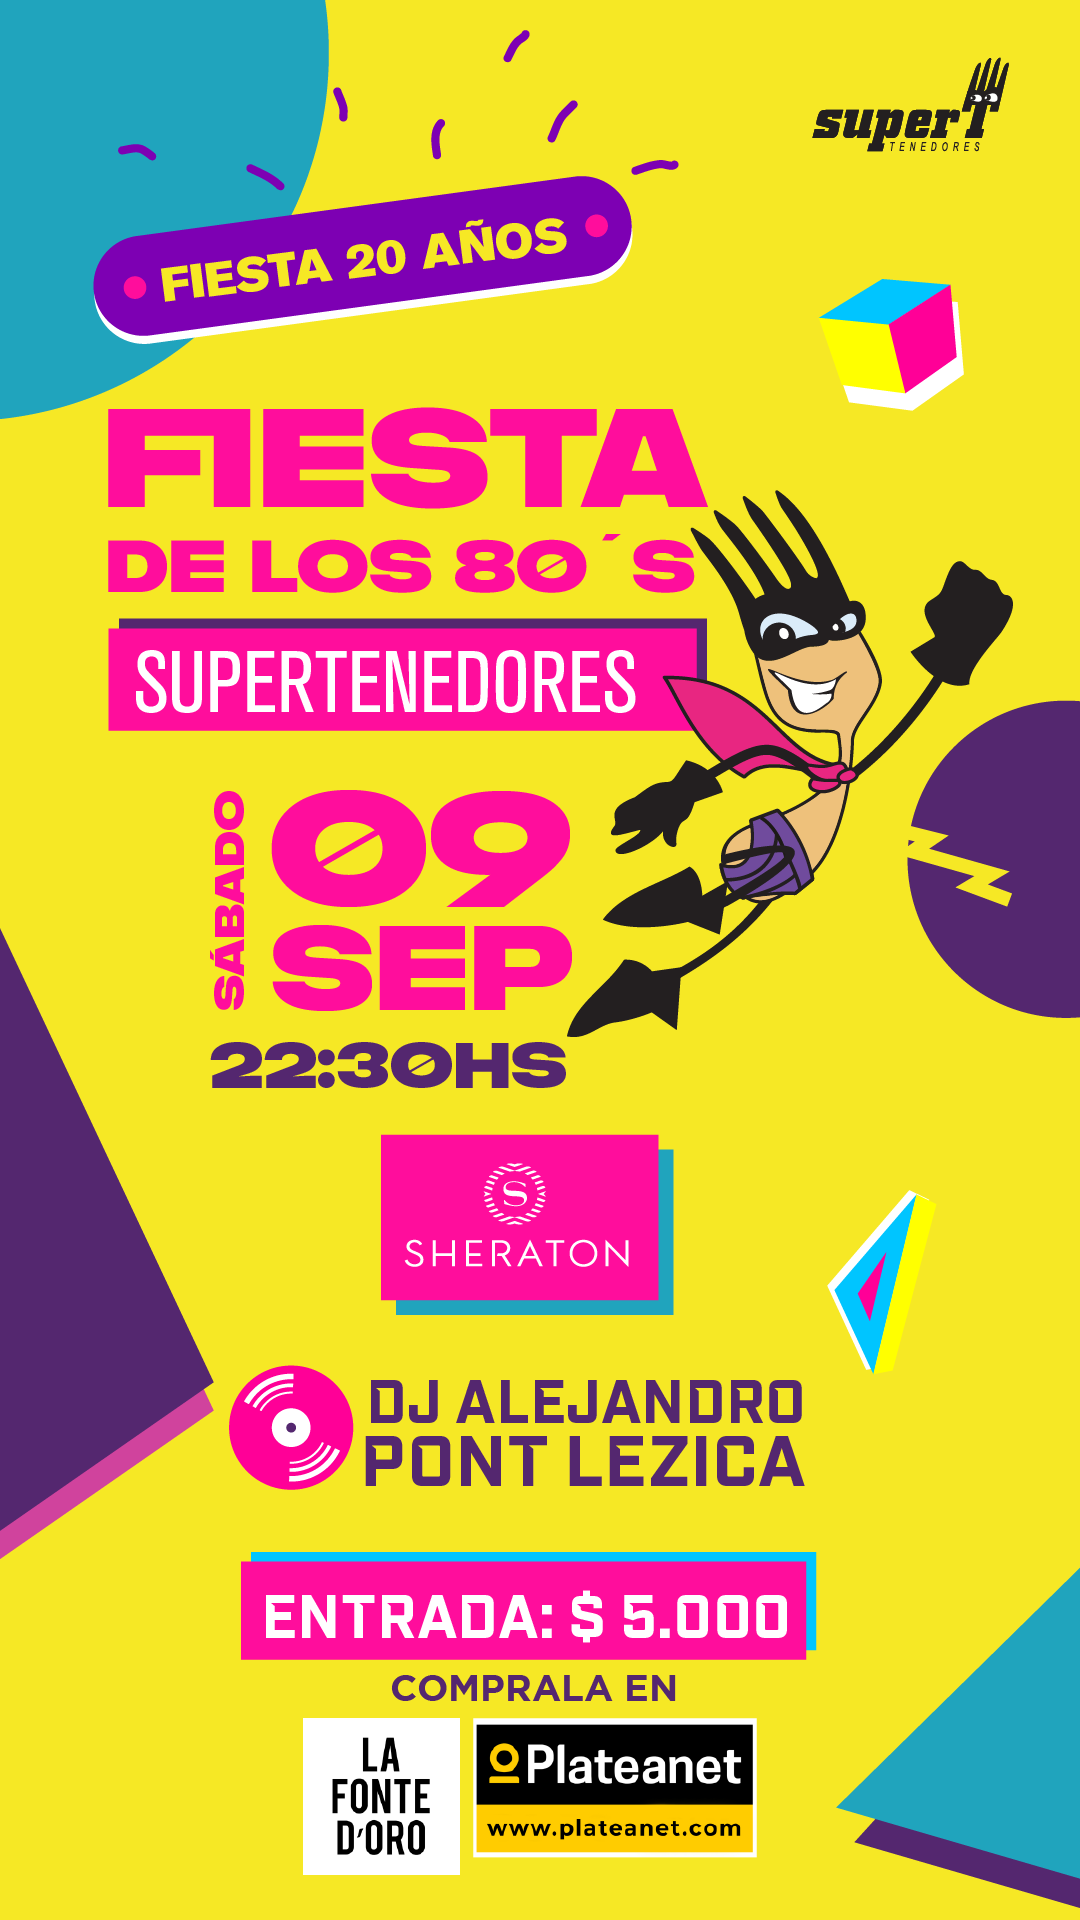 superT
TENEDORES
FIESTA 20 AÑOS
FIESTA
DE LOS 80´S
SUPERTENEDORES
SÁBADO
09
SEP
22:30HS
S
SHERATON
DJ ALEJANDRO
PONT LEZICA
ENTRADA: $ 5.000
COMPRALA EN
LA
FONTE
D'ORO
Plateanet
www.plateanet.com